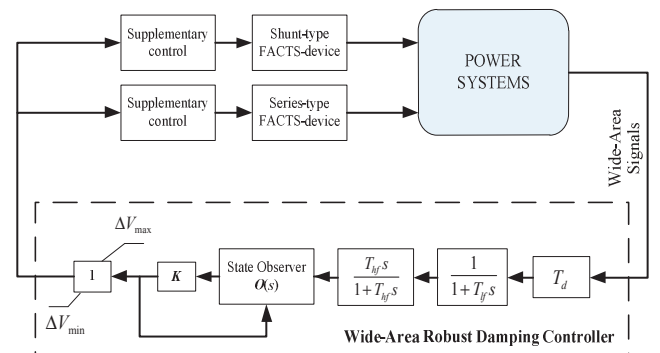 Supplementary
control
Shunt-type
FACTS-device
POWER
SYSTEMS
Supplementary
control
Series-type
FACTS-device
Wide-Area
Signals
ΔV_max
1
ΔV_min
K
State Observer
O(s)
T_hf s
1+T_hf s
1
1+T_lf s
T_d
Wide-Area Robust Damping Controller